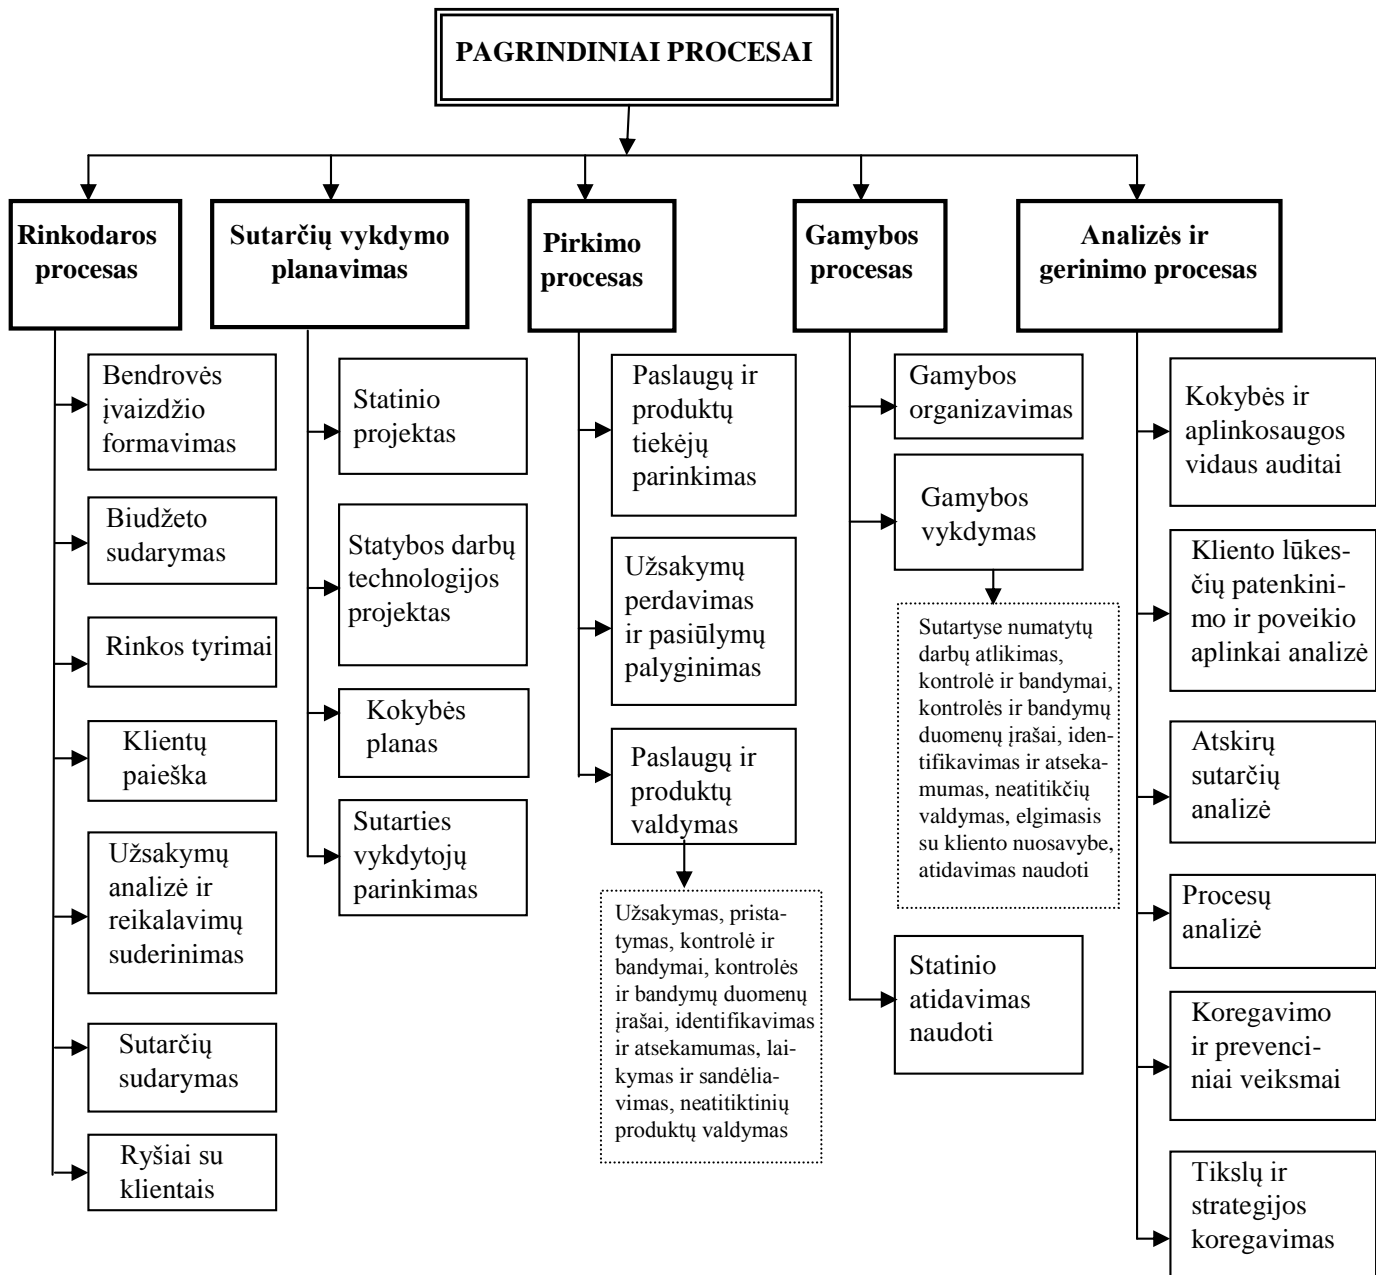 PAGRINDINIAI PROCESAI
Rinkodaros
procesas
Bendrovės
įvaizdžio
formavimas
Biudžeto
sudarymas
Rinkos tyrimai
Klientų
paieška
Užsakymų
analizė ir
reikalavimų
suderinimas
Sutarčių
sudarymas
Ryšiai su
klientais
Sutarčių vykdymo
planavimas
Statinio
projektas
Statybos darbų
technologijos
projektas
Kokybės
planas
Sutarties
vykdytojų
parinkimas
Pirkimo
procesas
Paslaugų ir
produktų
tiekėjų
parinkimas
Užsakymų
perdavimas
ir pasiūlymų
palyginimas
Paslaugų ir
produktų
valdymas
Užsakymas, prista-
tymas, kontrolė ir
bandymai, kontrolės
ir bandymų duomenų
įrašai, identifikavimas
ir atsekamumas, lai-
kymas ir sandėlia-
vimas, neatitiktinių
produktų valdymas
Gamybos
procesas
Gamybos
organizavimas
Gamybos
vykdymas
Sutartyse numatytų
darbų atlikimas,
kontrolė ir bandymai,
kontrolės ir bandymų
duomenų įrašai, iden-
tifikavimas ir atseka-
mumas, neatitikčių
valdymas, elgimasis
su kliento nuosavybe,
atidavimas naudoti
Statinio
atidavimas
naudoti
Analizės ir
gerinimo procesas
Kokybės ir
aplinkosaugos
vidaus auditai
Kliento lūkes-
čių patenkini-
mo ir poveikio
aplinkai analizė
Atskirų
sutarčių
analizė
Procesų
analizė
Koregavimo
ir prevenci-
niai veiksmai
Tikslų ir
strategijos
koregavimas